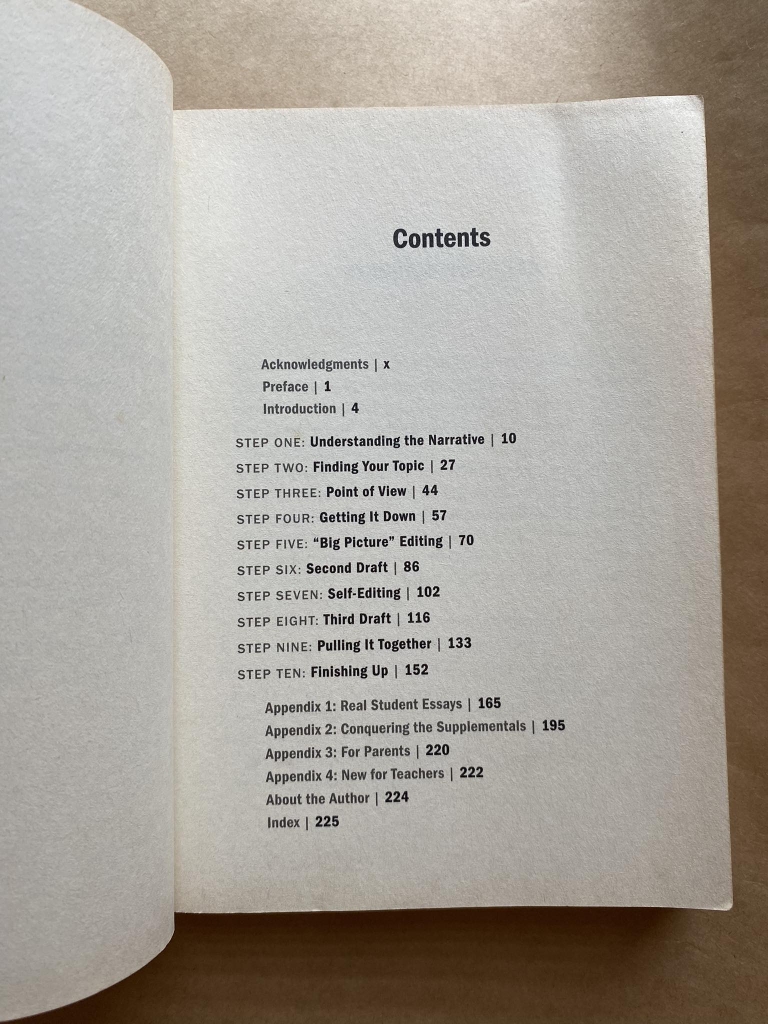 Contents
Acknowledgments | x
Preface | 1
Introduction | 4
STEP ONE: Understanding the Narrative | 10
STEP TWO: Finding Your Topic | 27
STEP THREE: Point of View | 44
STEP FOUR: Getting It Down | 57
STEP FIVE: “Big Picture” Editing | 70
STEP SIX: Second Draft | 86
STEP SEVEN: Self-Editing | 102
STEP EIGHT: Third Draft | 116
STEP NINE: Pulling It Together | 133
STEP TEN: Finishing Up | 152
Appendix 1: Real Student Essays | 165
Appendix 2: Conquering the Supplementals | 195
Appendix 3: For Parents | 220
Appendix 4: New for Teachers | 222
About the Author | 224
Index | 225